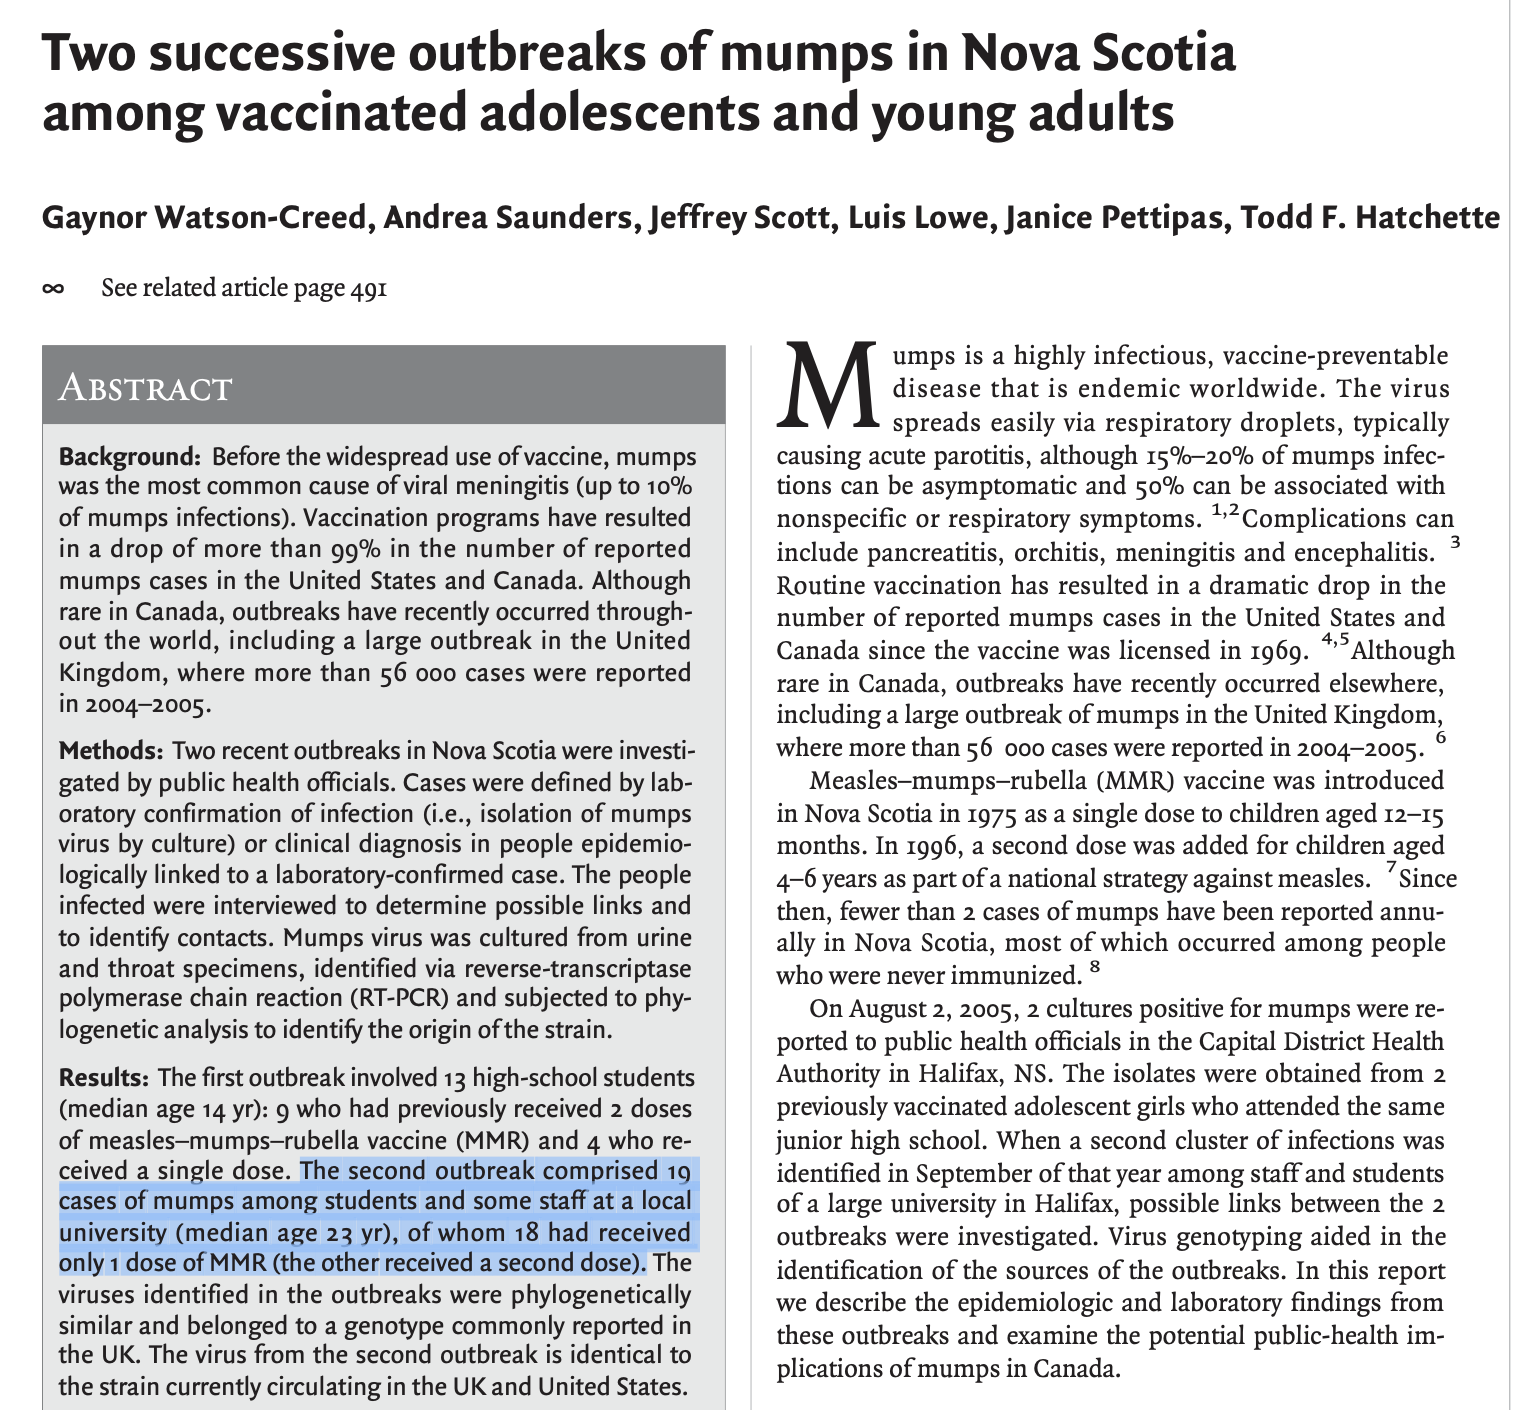 Two successive outbreaks of mumps in Nova Scotia
among vaccinated adolescents and young adults
Gaynor Watson-Creed, Andrea Saunders, Jeffrey Scott, Luis Lowe, Janice Pettipas, Todd F. Hatchette
∞ See related article page 491
ABSTRACT
Background: Before the widespread use of vaccine, mumps
was the most common cause of viral meningitis (up to 10%
of mumps infections). Vaccination programs have resulted
in a drop of more than 99% in the number of reported
mumps cases in the United States and Canada. Although
rare in Canada, outbreaks have recently occurred through-
out the world, including a large outbreak in the United
Kingdom, where more than 56 000 cases were reported
in 2004–2005.
Methods: Two recent outbreaks in Nova Scotia were investi-
gated by public health officials. Cases were defined by lab-
oratory confirmation of infection (i.e., isolation of mumps
virus by culture) or clinical diagnosis in people epidemio-
logically linked to a laboratory-confirmed case. The people
infected were interviewed to determine possible links and
to identify contacts. Mumps virus was cultured from urine
and throat specimens, identified via reverse-transcriptase
polymerase chain reaction (RT-PCR) and subjected to phy-
logenetic analysis to identify the origin of the strain.
Results: The first outbreak involved 13 high-school students
(median age 14 yr): 9 who had previously received 2 doses
of measles–mumps–rubella vaccine (MMR) and 4 who re-
ceived a single dose. The second outbreak comprised 19
cases of mumps among students and some staff at a local
university (median age 23 yr), of whom 18 had received
only 1 dose of MMR (the other received a second dose). The
viruses identified in the outbreaks were phylogenetically
similar and belonged to a genotype commonly reported in
the UK. The virus from the second outbreak is identical to
the strain currently circulating in the UK and United States.
Mumps is a highly infectious, vaccine-preventable
disease that is endemic worldwide. The virus
spreads easily via respiratory droplets, typically
causing acute parotitis, although 15%–20% of mumps infec-
tions can be asymptomatic and 50% can be associated with
nonspecific or respiratory symptoms. 1,2 Complications can
include pancreatitis, orchitis, meningitis and encephalitis. 3
Routine vaccination has resulted in a dramatic drop in the
number of reported mumps cases in the United States and
Canada since the vaccine was licensed in 1969. 4,5 Although
rare in Canada, outbreaks have recently occurred elsewhere,
including a large outbreak of mumps in the United Kingdom,
where more than 56 000 cases were reported in 2004–2005. 6
Measles–mumps–rubella (MMR) vaccine was introduced
in Nova Scotia in 1975 as a single dose to children aged 12–15
months. In 1996, a second dose was added for children aged
4–6 years as part of a national strategy against measles. 7 Since
then, fewer than 2 cases of mumps have been reported annu-
ally in Nova Scotia, most of which occurred among people
who were never immunized. 8
On August 2, 2005, 2 cultures positive for mumps were re-
ported to public health officials in the Capital District Health
Authority in Halifax, NS. The isolates were obtained from 2
previously vaccinated adolescent girls who attended the same
junior high school. When a second cluster of infections was
identified in September of that year among staff and students
of a large university in Halifax, possible links between the 2
outbreaks were investigated. Virus genotyping aided in the
identification of the sources of the outbreaks. In this report
we describe the epidemiologic and laboratory findings from
these outbreaks and examine the potential public-health im-
plications of mumps in Canada.